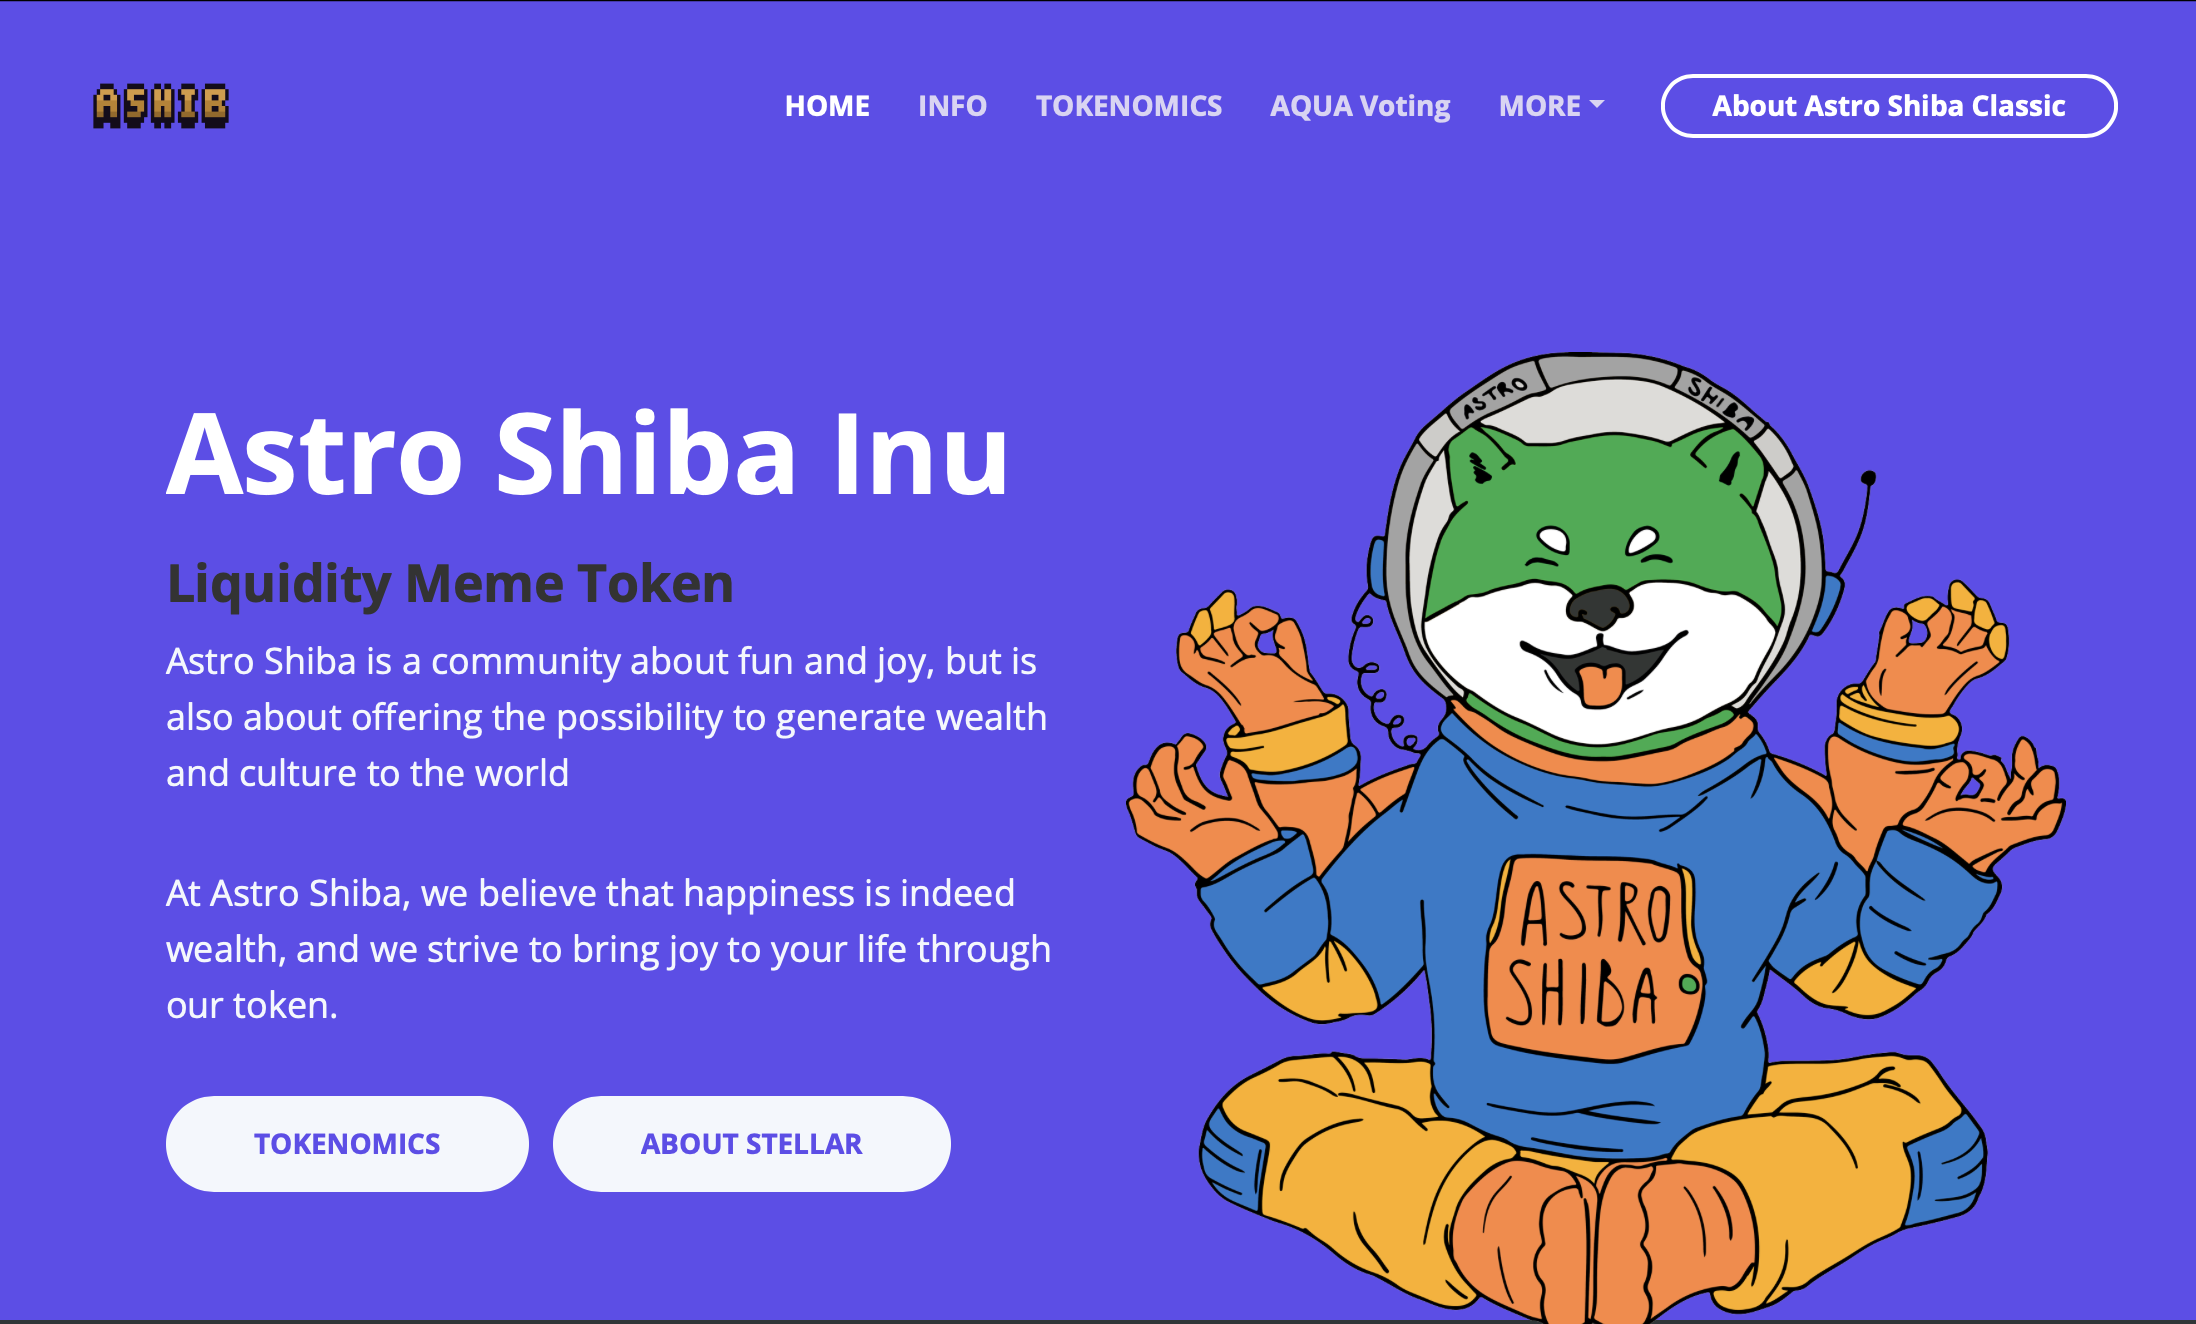 ASHIB
HOME INFO TOKENOMICS AQUA Voting MORE About Astro Shiba Classic
Astro Shiba Inu
Liquidity Meme Token
Astro Shiba is a community about fun and joy, but is
also about offering the possibility to generate wealth
and culture to the world
At Astro Shiba, we believe that happiness is indeed
wealth, and we strive to bring joy to your life through
our token.
TOKENOMICS ABOUT STELLAR
ASTRO SHIBA
ASTRO
SHIBA